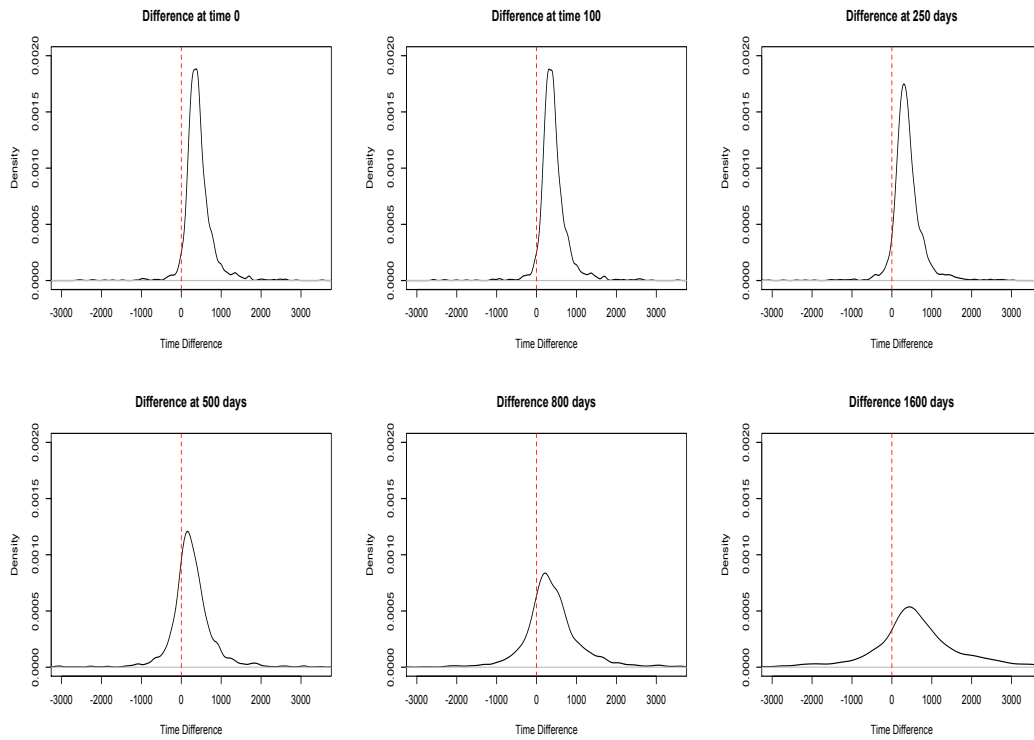 Difference at time 0
Density
0.0000 0.0005 0.0010 0.0015 0.0020
-3000 -2000 -1000 0 1000 2000 3000
Time Difference
Difference at time 100
Density
0.0000 0.0005 0.0010 0.0015 0.0020
-3000 -2000 -1000 0 1000 2000 3000
Time Difference
Difference at 250 days
Density
0.0000 0.0005 0.0010 0.0015 0.0020
-3000 -2000 -1000 0 1000 2000 3000
Time Difference
Difference at 500 days
Density
0.0000 0.0005 0.0010 0.0015 0.0020
-3000 -2000 -1000 0 1000 2000 3000
Time Difference
Difference 800 days
Density
0.0000 0.0005 0.0010 0.0015 0.0020
-3000 -2000 -1000 0 1000 2000 3000
Time Difference
Difference 1600 days
Density
0.0000 0.0005 0.0010 0.0015 0.0020
-3000 -2000 -1000 0 1000 2000 3000
Time Difference